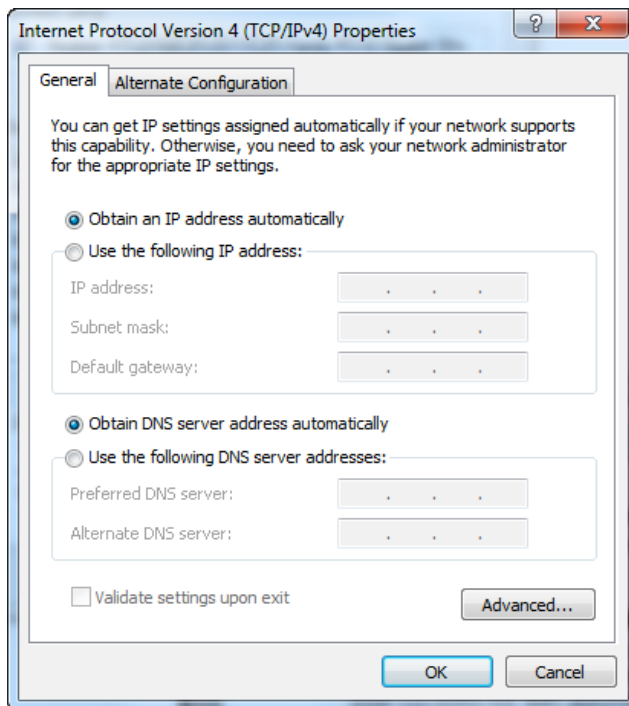 Internet Protocol Version 4 (TCP/IPv4) Properties
General
Alternate Configuration
You can get IP settings assigned automatically if your network supports
this capability. Otherwise, you need to ask your network administrator
for the appropriate IP settings.
Obtain an IP address automatically
Use the following IP address:
IP address:
Subnet mask:
Default gateway:
Obtain DNS server address automatically
Use the following DNS server addresses:
Preferred DNS server:
Alternate DNS server:
Validate settings upon exit
Advanced...
OK
Cancel